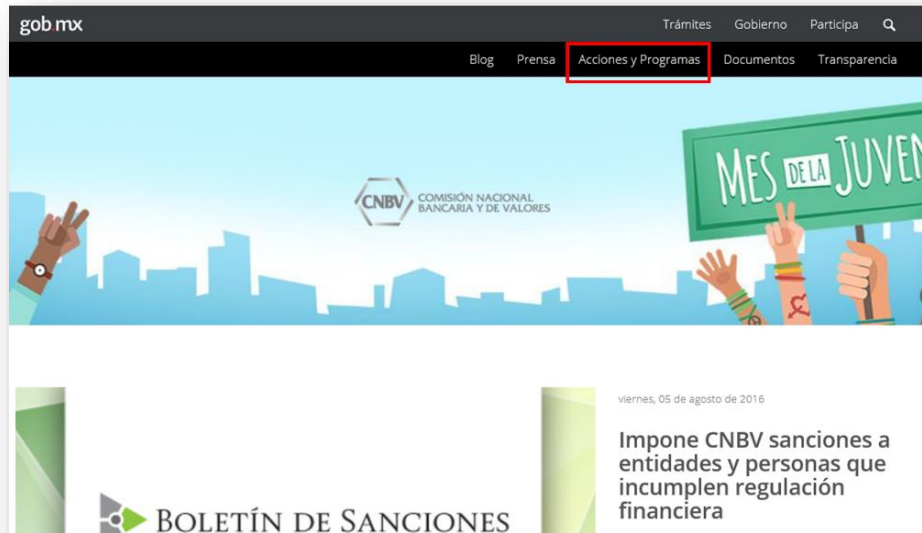 gob.mx
Trámites Gobierno Participa
Blog Prensa Acciones y Programas Documentos Transparencia
MES DE LA JUVEN
CNBV COMISIÓN NACIONAL
BANCARIA Y DE VALORES
viernes, 05 de agosto de 2016
Impone CNBV sanciones a
entidades y personas que
incumplen regulación
financiera
BOLETÍN DE SANCIONES